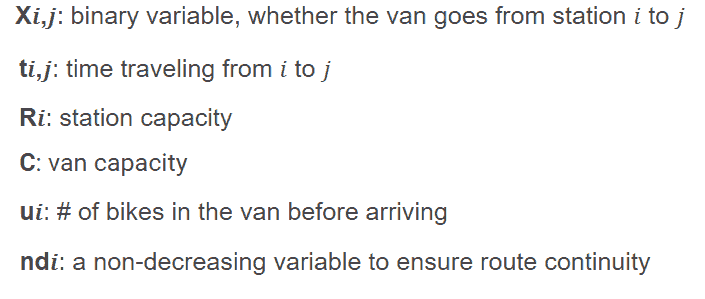 Xi,j: binary variable, whether the van goes from station i to j
ti,j: time traveling from i to j
Ri: station capacity
C: van capacity
ui: # of bikes in the van before arriving
ndi: a non-decreasing variable to ensure route continuity